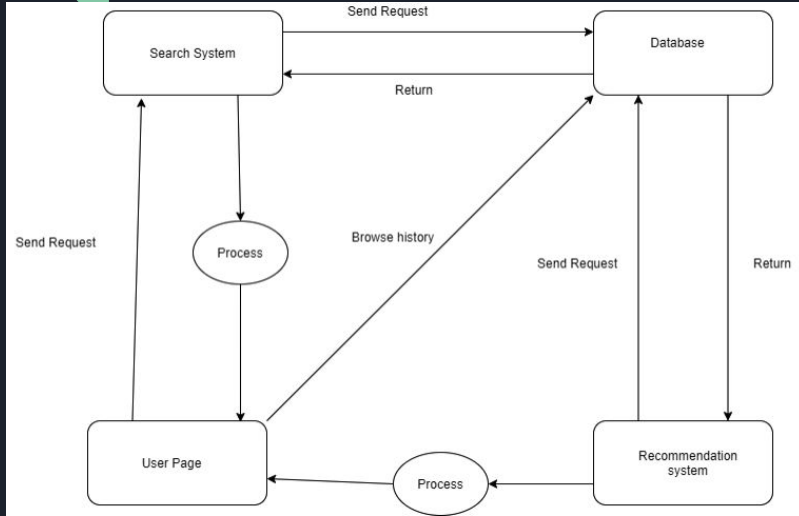 Send Request
Search System
Database
Return
Send Request
Process
Browse history
Send Request
Return
User Page
Process
Recommendation
system